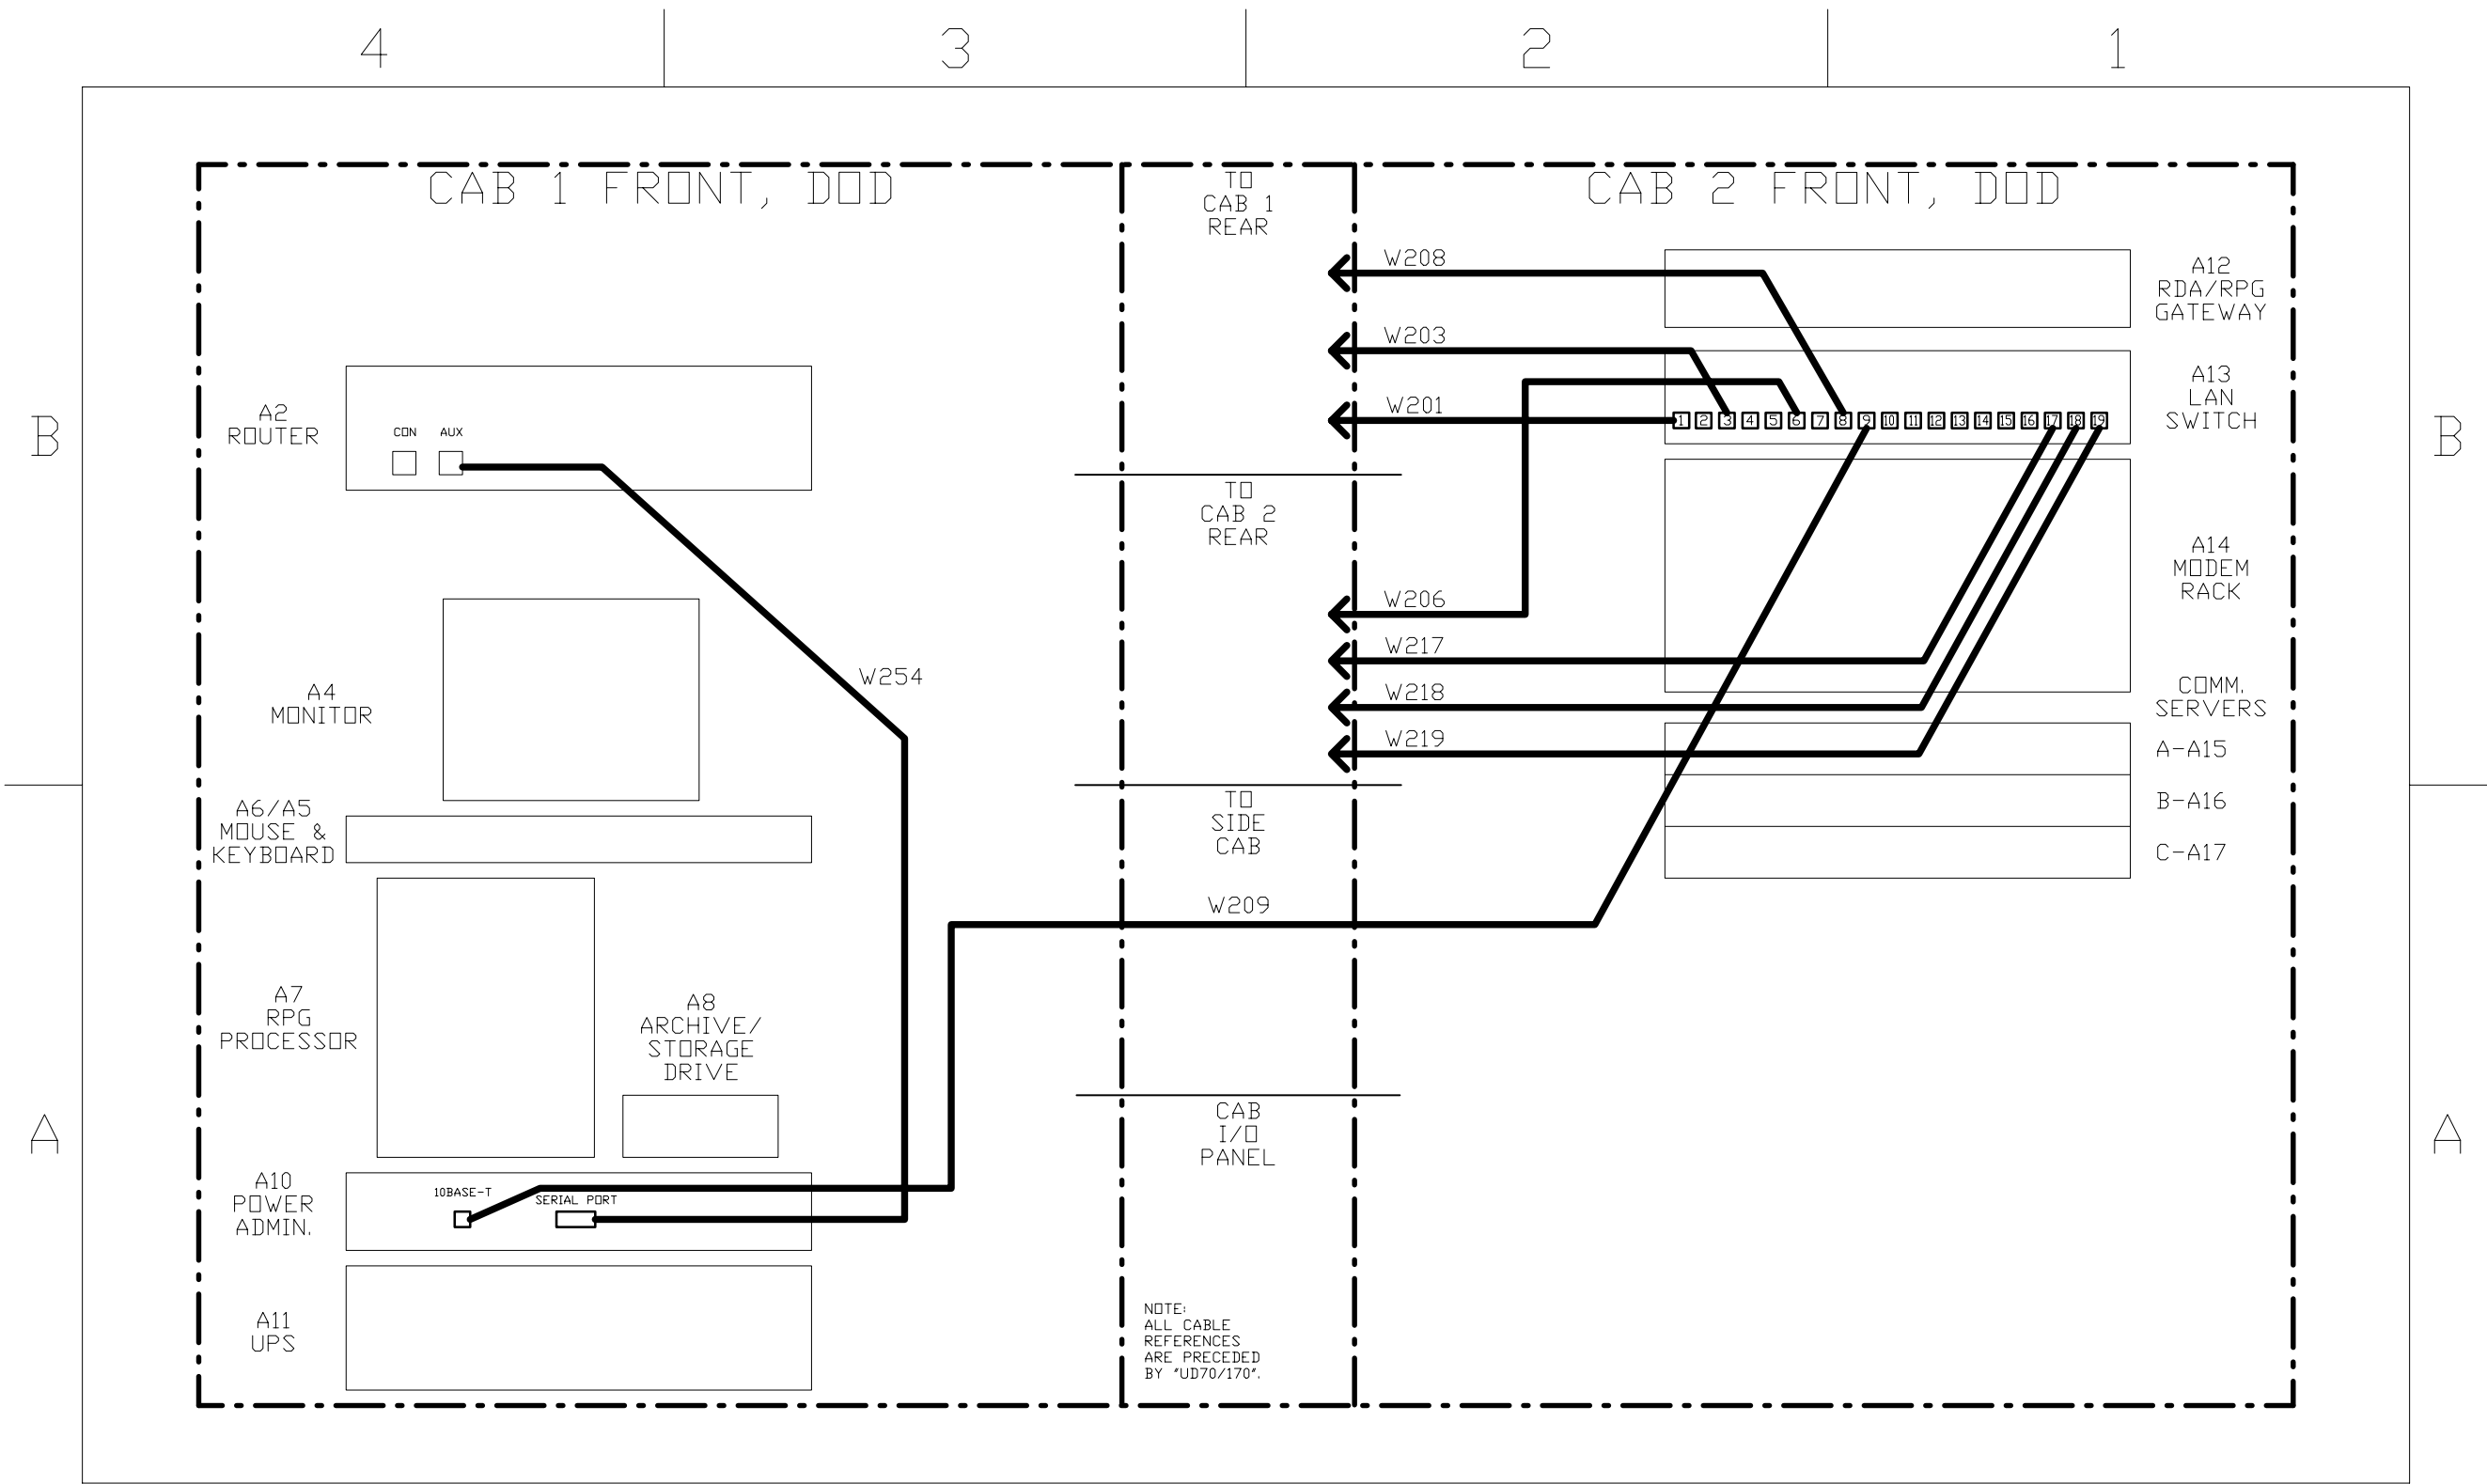 4 3 2 1
CAB 1 FRONT, DOD
TO
CAB 1
REAR
CAB 2 FRONT, DOD
W208
A12
RDA/RPG
GATEWAY
W203
A13
LAN
SWITCH
W201
1 2 3 4 5 6 7 8 9 10 11 12 13 14 15 16 17 18 19
B
A2
ROUTER
CON AUX
B
TO
CAB 2
REAR
A14
MODEM
RACK
W206
W217
W218
W219
W254
A4
MONITOR
COMM.
SERVERS
A-A15
B-A16
C-A17
A6/A5
MOUSE &
KEYBOARD
TO
SIDE
CAB
W209
A7
RPG
PROCESSOR
A8
ARCHIVE/
STORAGE
DRIVE
A
CAB
I/O
PANEL
A
A10
POWER
ADMIN.
10BASE-T
SERIAL PORT
A11
UPS
NOTE:
ALL CABLE
REFERENCES
ARE PRECEDED
BY "UD70/170".